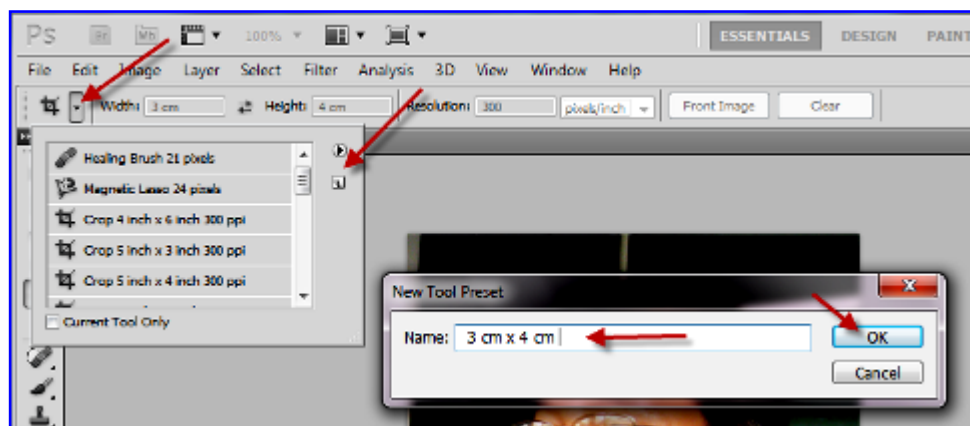 Ps Br Mb 100% ESSENTIALS DESIGN PAINT
File Edit Image Layer Select Filter Analysis 3D View Window Help
Width: 3 cm Height: 4 cm Resolution: 300 pixels/inch Front Image Clear
Healing Brush 21 pixels
Magnetic Lasso 24 pixels
Crop 4 inch x 6 inch 300 ppi
Crop 5 inch x 3 inch 300 ppi
Crop 5 inch x 4 inch 300 ppi
Current Tool Only
New Tool Preset
Name: 3 cm x 4 cm
OK
Cancel